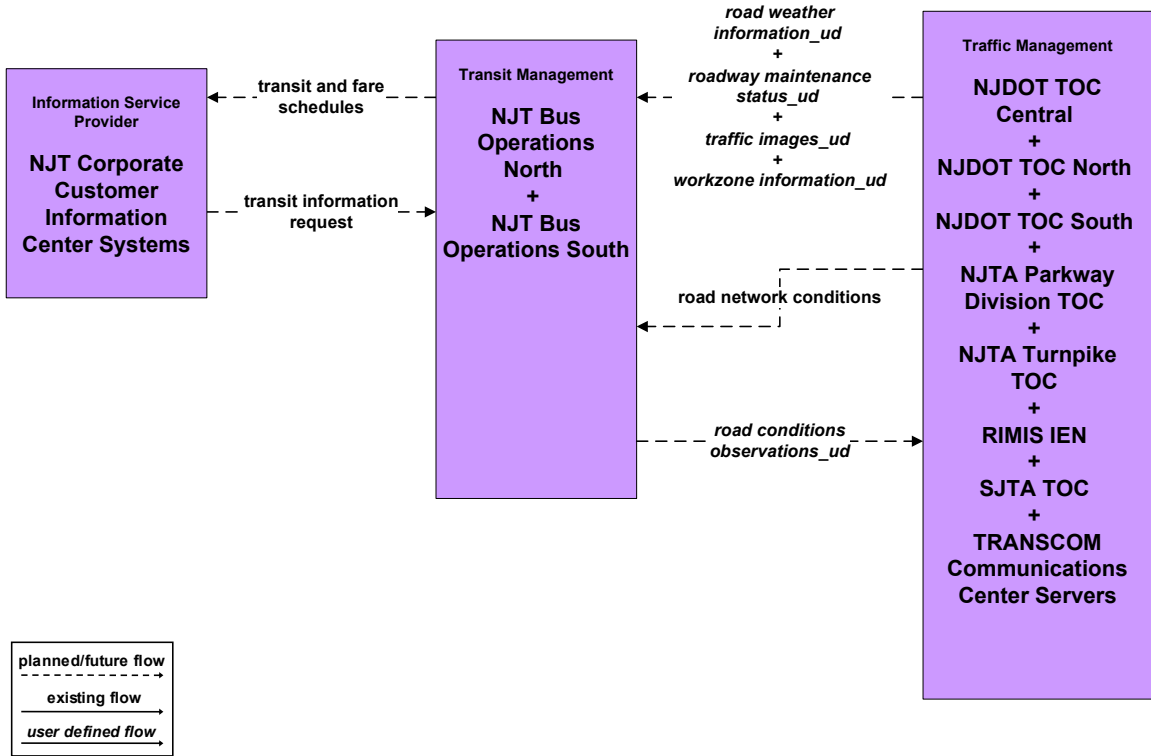 Information Service
Provider
NJT Corporate
Customer
Information
Center Systems
transit and fare
schedules
transit information
request
Transit Management
NJT Bus
Operations
North
+
NJT Bus
Operations South
road weather
information_ud
+
roadway maintenance
status_ud
+
traffic images_ud
+
workzone information_ud
road network conditions
road conditions
observations_ud
Traffic Management
NJDOT TOC
Central
+
NJDOT TOC North
+
NJDOT TOC South
+
NJTA Parkway
Division TOC
+
NJTA Turnpike
TOC
+
RIMIS IEN
+
SJTA TOC
+
TRANSCOM
Communications
Center Servers
planned/future flow
existing flow
user defined flow